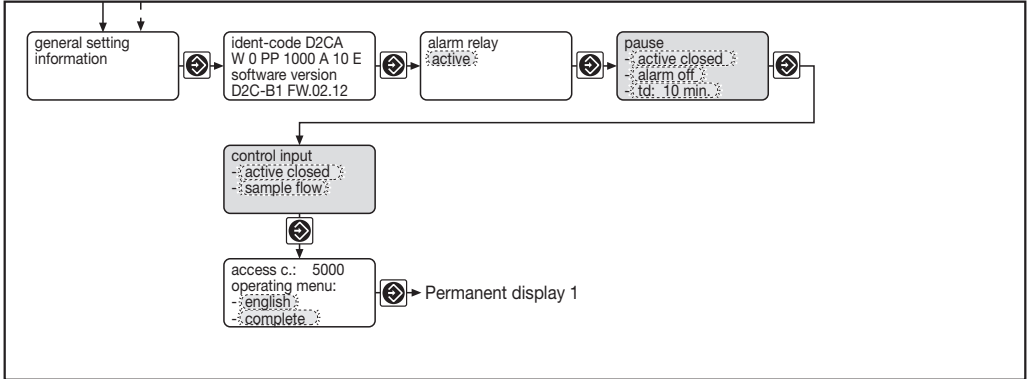 general setting
information
ident-code D2CA
W 0 PP 1000 A 10 E
software version
D2C-B1 FW.02.12
alarm relay
active
pause
- active closed
- alarm off
- td: 10 min.
control input
- active closed
- sample flow
access c.: 5000
operating menu:
- english
- complete
Permanent display 1